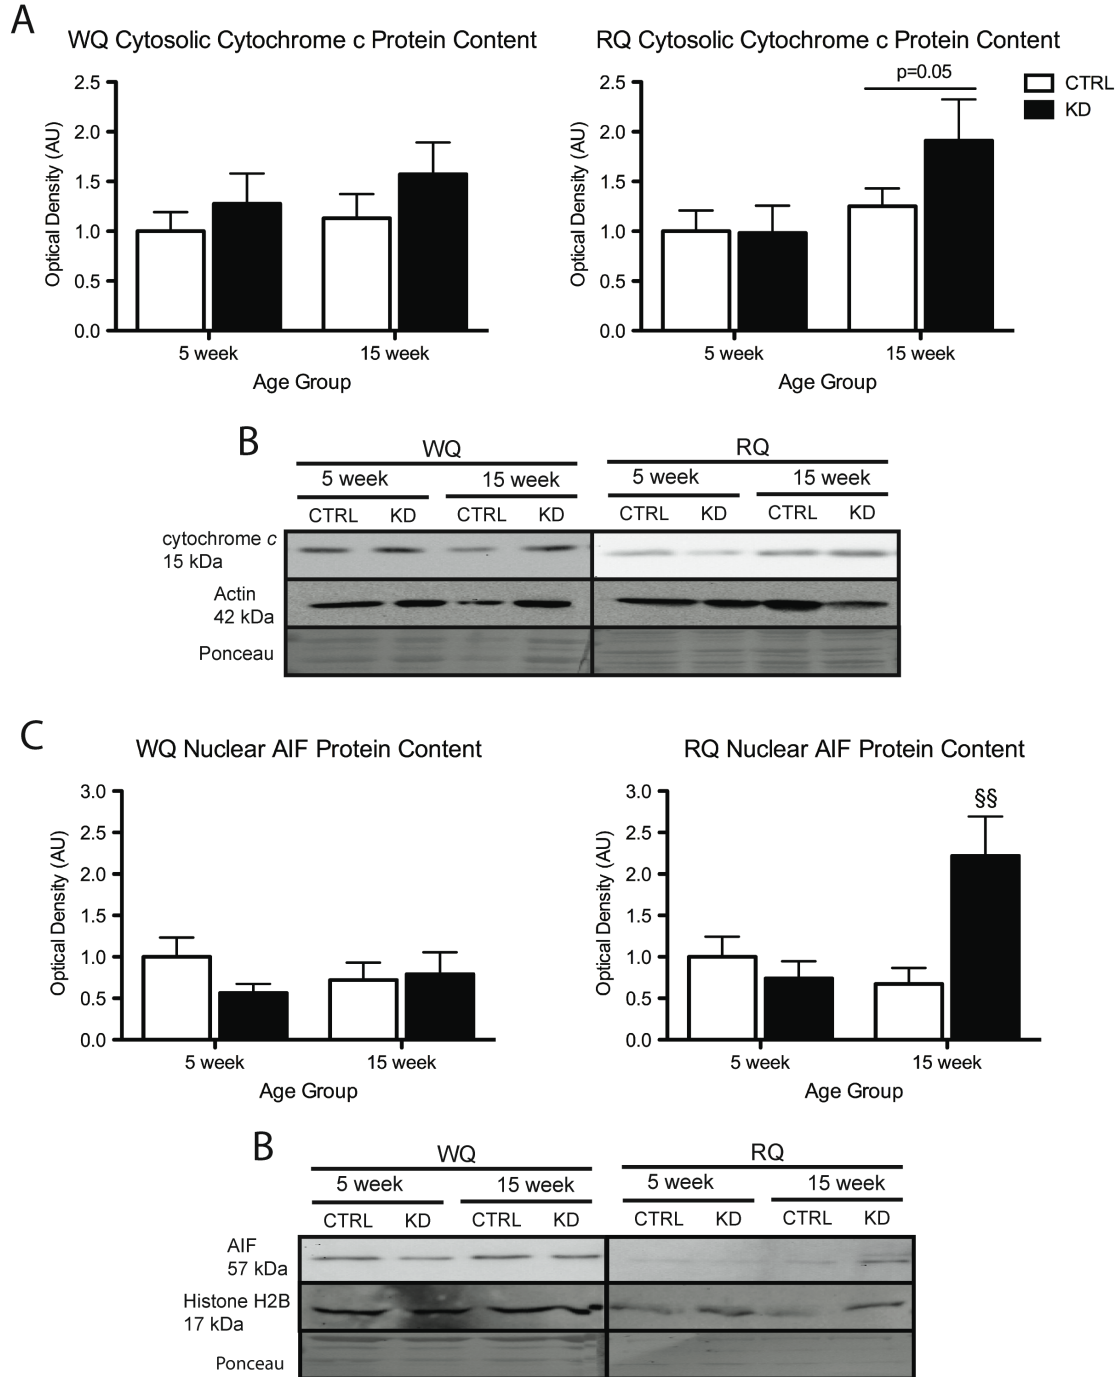 A
WQ Cytosolic Cytochrome c Protein Content
Optical Density (AU)
2.5
2.0
1.5
1.0
0.5
0.0
5 week
15 week
Age Group
RQ Cytosolic Cytochrome c Protein Content
p=0.05
CTRL
KD
Optical Density (AU)
2.5
2.0
1.5
1.0
0.5
0.0
5 week
15 week
Age Group
B
WQ
RQ
5 week
15 week
5 week
15 week
CTRL
KD
CTRL
KD
CTRL
KD
CTRL
KD
cytochrome c
15 kDa
Actin
42 kDa
Ponceau
C
WQ Nuclear AIF Protein Content
Optical Density (AU)
3.0
2.5
2.0
1.5
1.0
0.5
0.0
5 week
15 week
Age Group
RQ Nuclear AIF Protein Content
§§
Optical Density (AU)
3.0
2.5
2.0
1.5
1.0
0.5
0.0
5 week
15 week
Age Group
B
WQ
RQ
5 week
15 week
5 week
15 week
CTRL
KD
CTRL
KD
CTRL
KD
CTRL
KD
AIF
57 kDa
Histone H2B
17 kDa
Ponceau